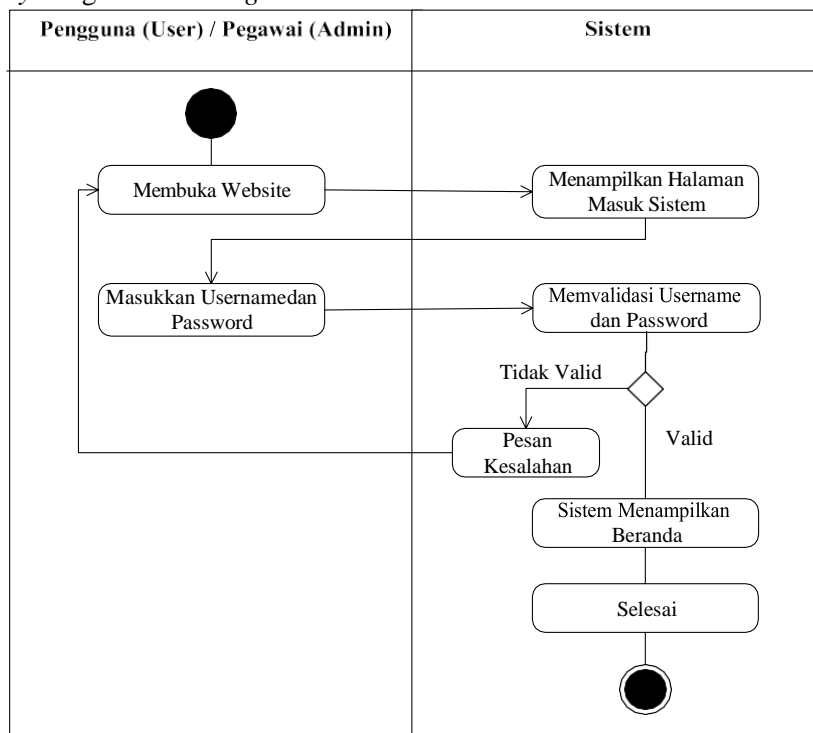 Pengguna (User) / Pegawai (Admin)
Sistem
Membuka Website
Menampilkan Halaman
Masuk Sistem
Masukkan Usernamedan
Password
Memvalidasi Username
dan Password
Tidak Valid
Valid
Pesan
Kesalahan
Sistem Menampilkan
Beranda
Selesai